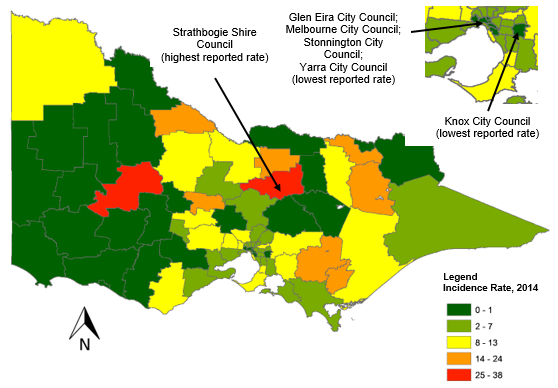 Strathbogie Shire
Council
(highest reported rate)
Glen Eira City Council;
Melbourne City Council;
Stonnington City
Council;
Yarra City Council
(lowest reported rate)
Knox City Council
(lowest reported rate)
N
Legend
Incidence Rate, 2014
0 - 1
2 - 7
8 - 13
14 - 24
25 - 38